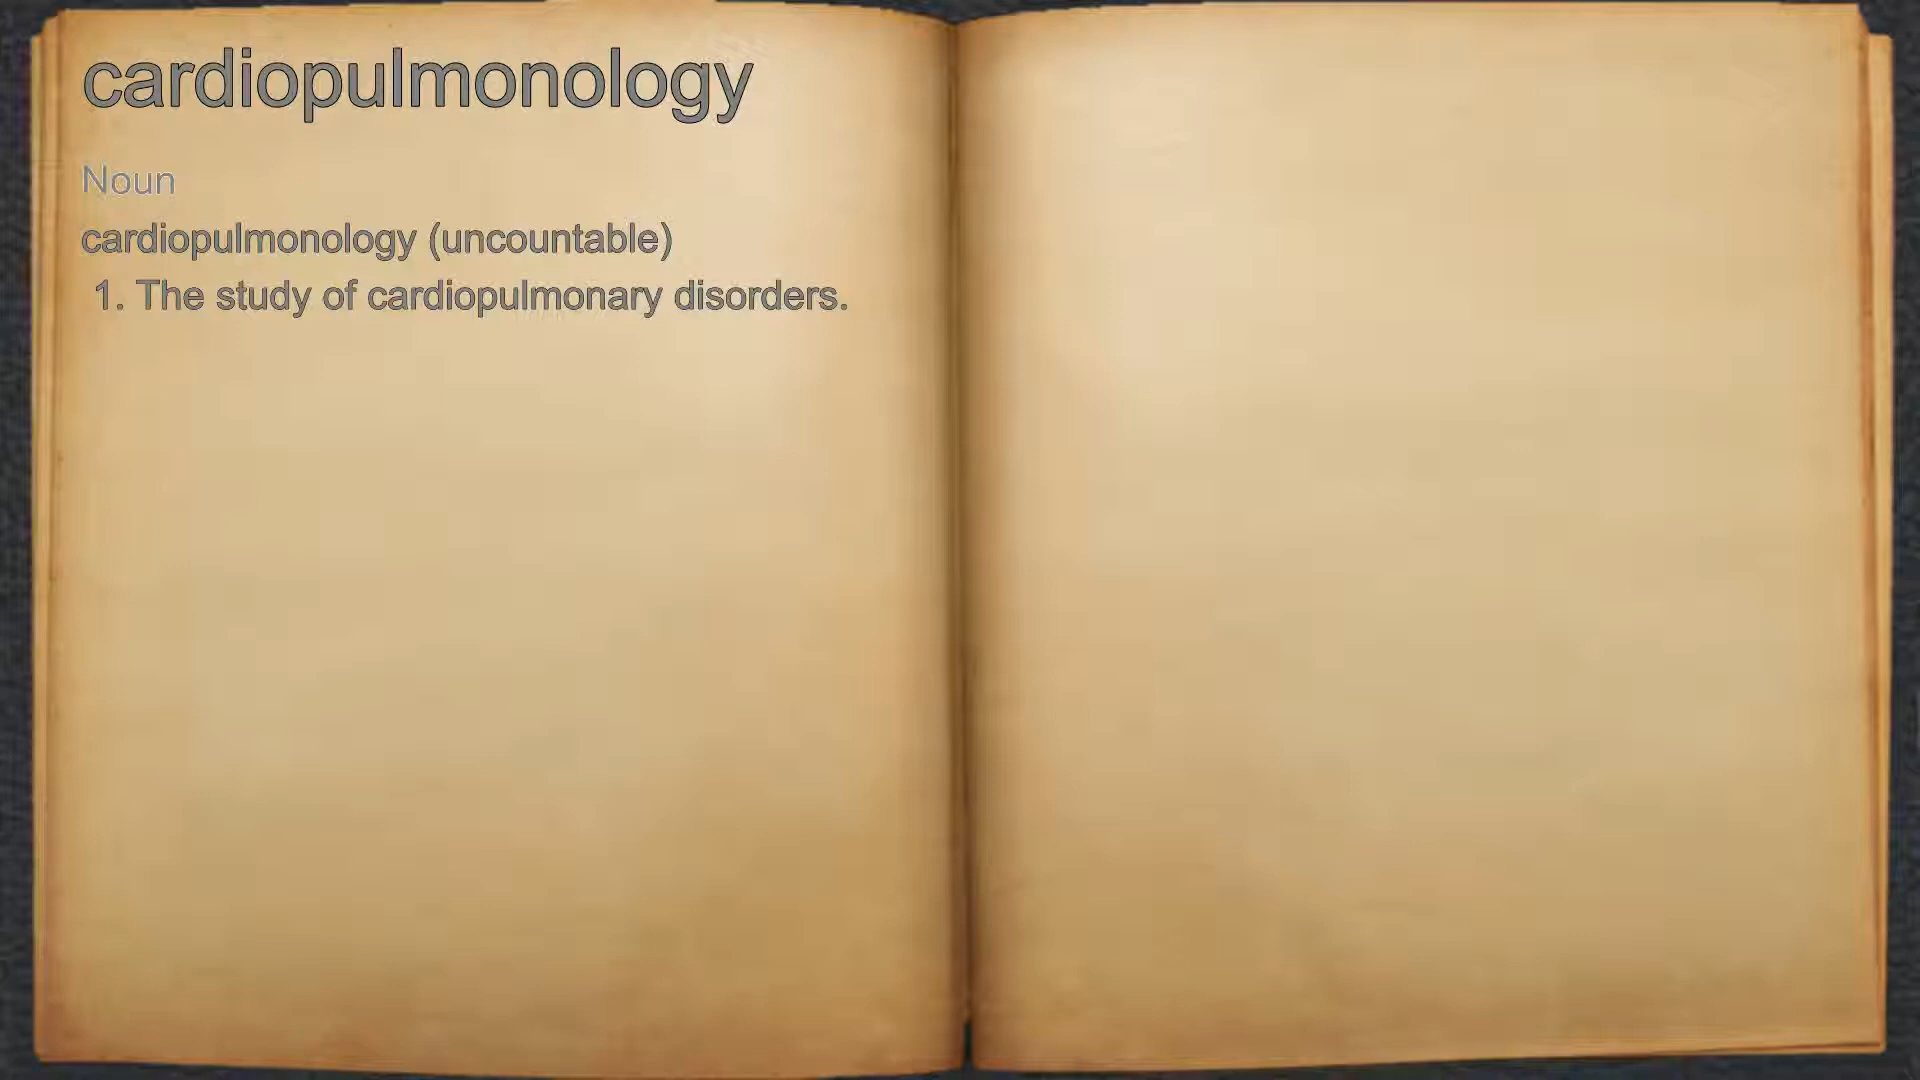 cardiopulmonology
Noun
cardiopulmonology (uncountable)
1. The study of cardiopulmonary disorders.